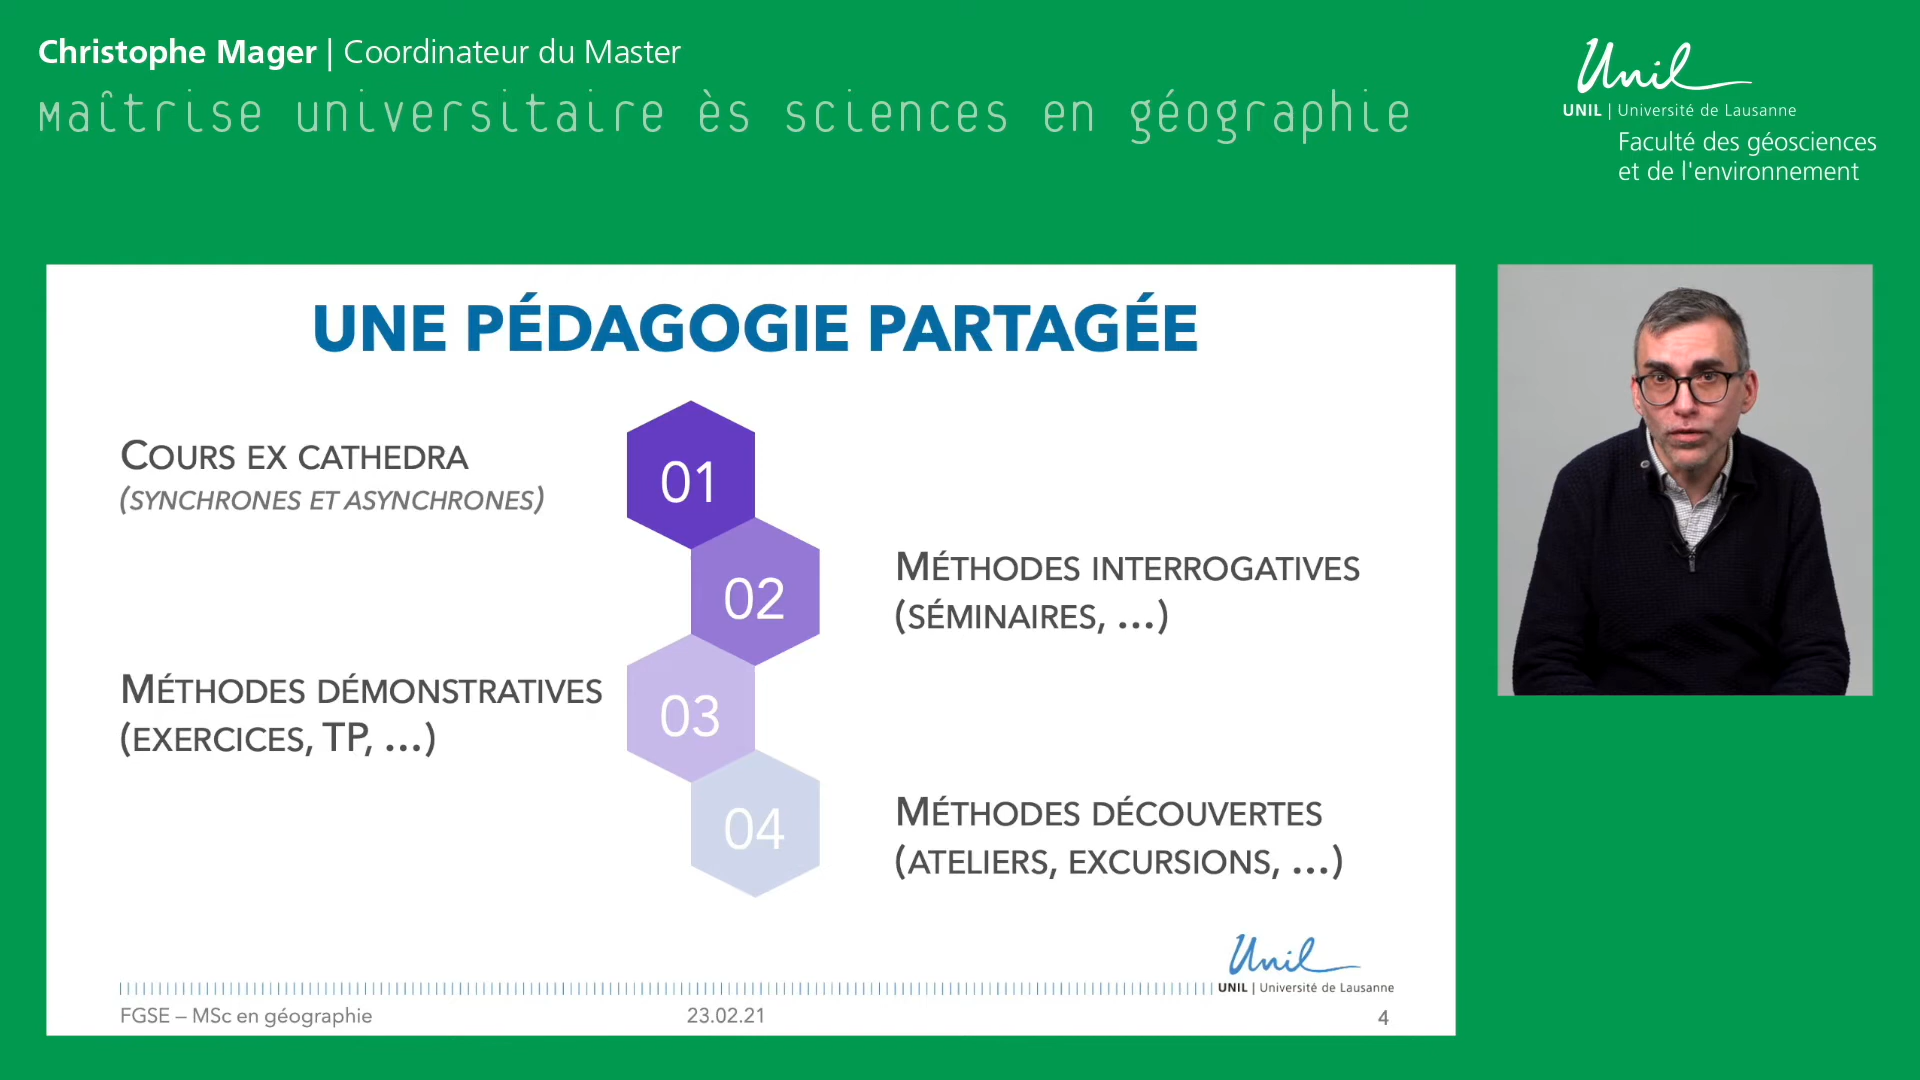 Christophe Mager | Coordinateur du Master
Maîtrise universitaire ès sciences en géographie
Unil
UNIL | Université de Lausanne
Faculté des géosciences
et de l'environnement
UNE PÉDAGOGIE PARTAGÉE
COURS EX CATHEDRA
(SYNCHRONES ET ASYNCHRONES)
01
02
MÉTHODES INTERROGATIVES
(SÉMINAIRES, ...)
MÉTHODES DÉMONSTRATIVES
(EXERCICES, TP, ...)
03
04
MÉTHODES DÉCOUVERTES
(ATELIERS, EXCURSIONS, ...)
Unil
UNIL | Université de Lausanne
FGSE – MSc en géographie
23.02.21
4